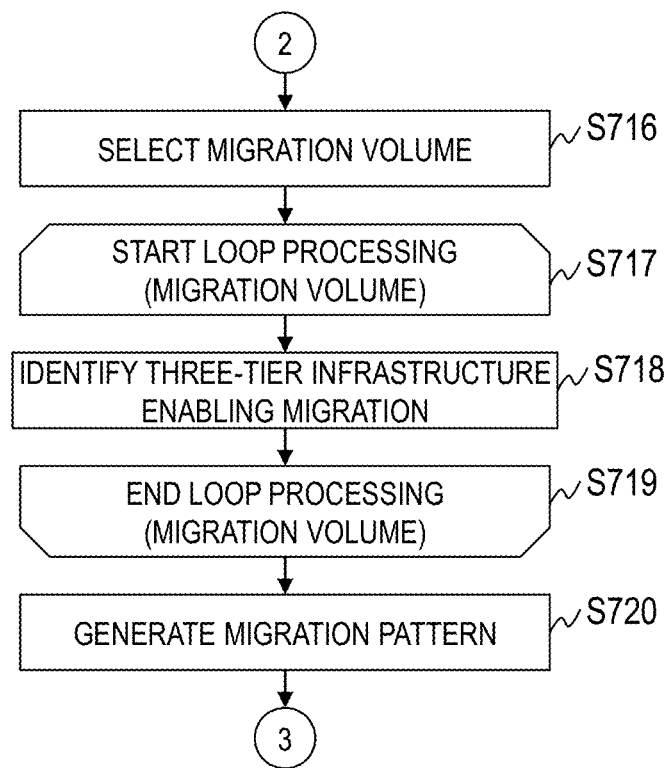 2
SELECT MIGRATION VOLUME
S716
START LOOP PROCESSING
(MIGRATION VOLUME)
S717
IDENTIFY THREE-TIER INFRASTRUCTURE
ENABLING MIGRATION
S718
END LOOP PROCESSING
(MIGRATION VOLUME)
S719
GENERATE MIGRATION PATTERN
S720
3